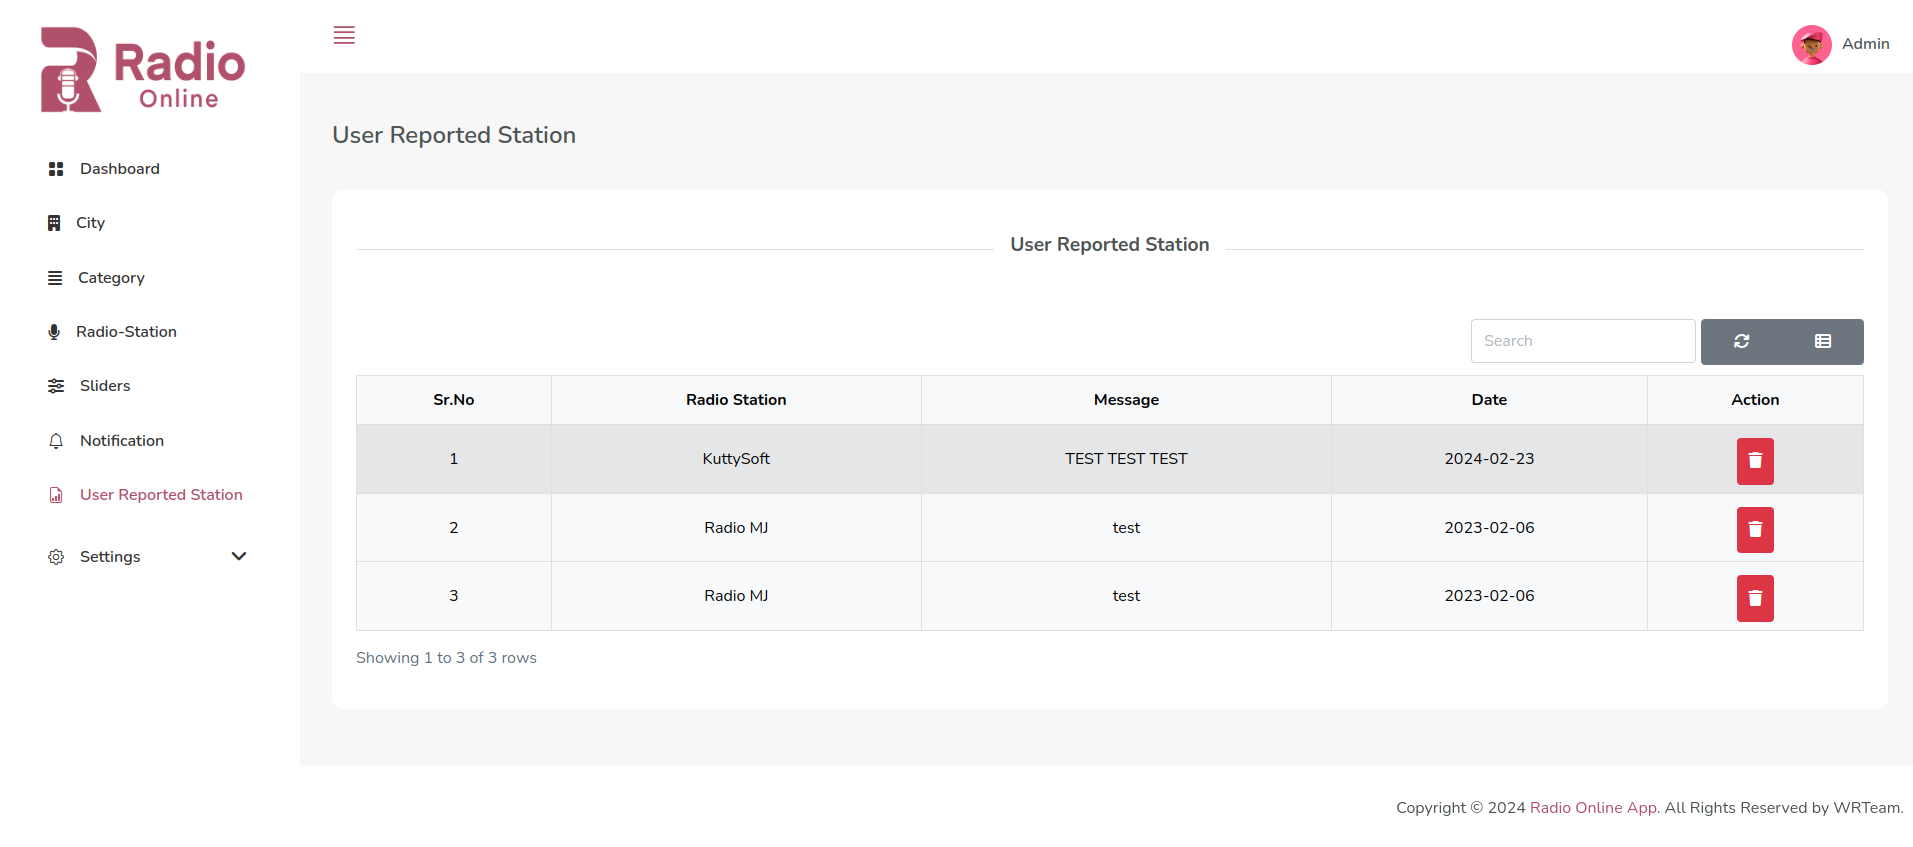 Radio
Online
Admin
User Reported Station
Dashboard
City
Category
Radio-Station
Sliders
Notification
User Reported Station
Settings
User Reported Station
Search
Sr.No Radio Station Message Date Action
1 KuttySoft TEST TEST TEST 2024-02-23
2 Radio MJ test 2023-02-06
3 Radio MJ test 2023-02-06
Showing 1 to 3 of 3 rows
Copyright © 2024 Radio Online App. All Rights Reserved by WRTeam.